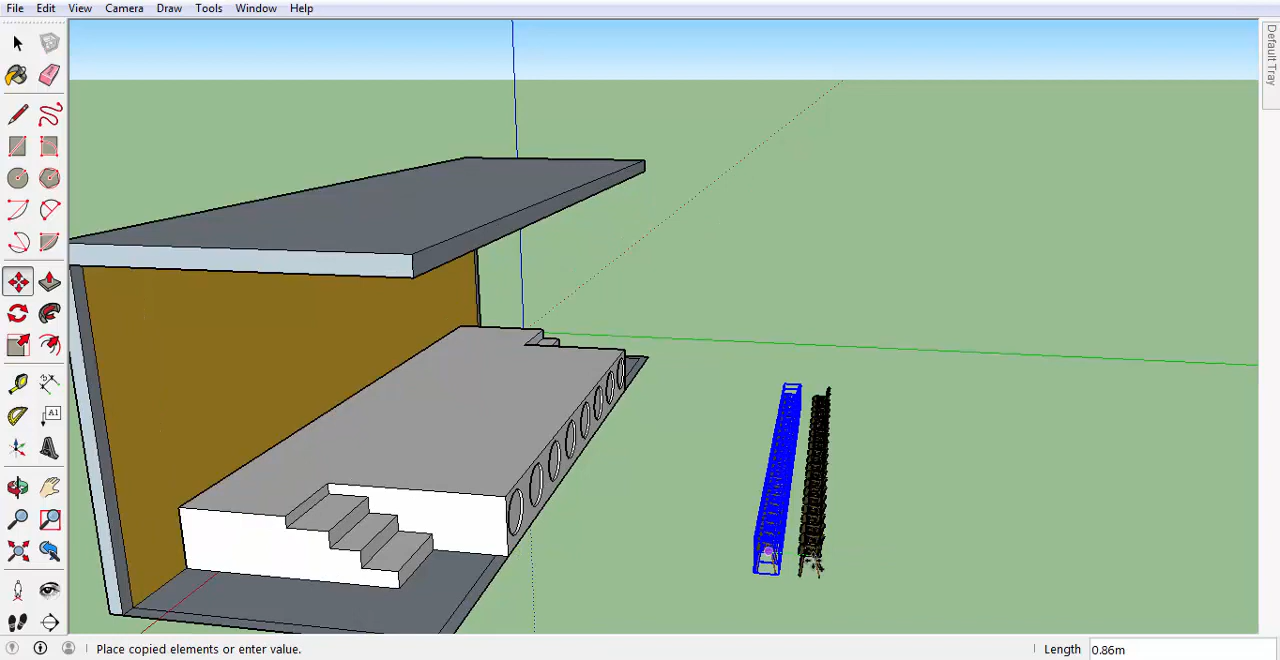 File Edit View Camera Draw Tools Window Help
Default Tray
A1
Place copied elements or enter value.
Length 0.86m